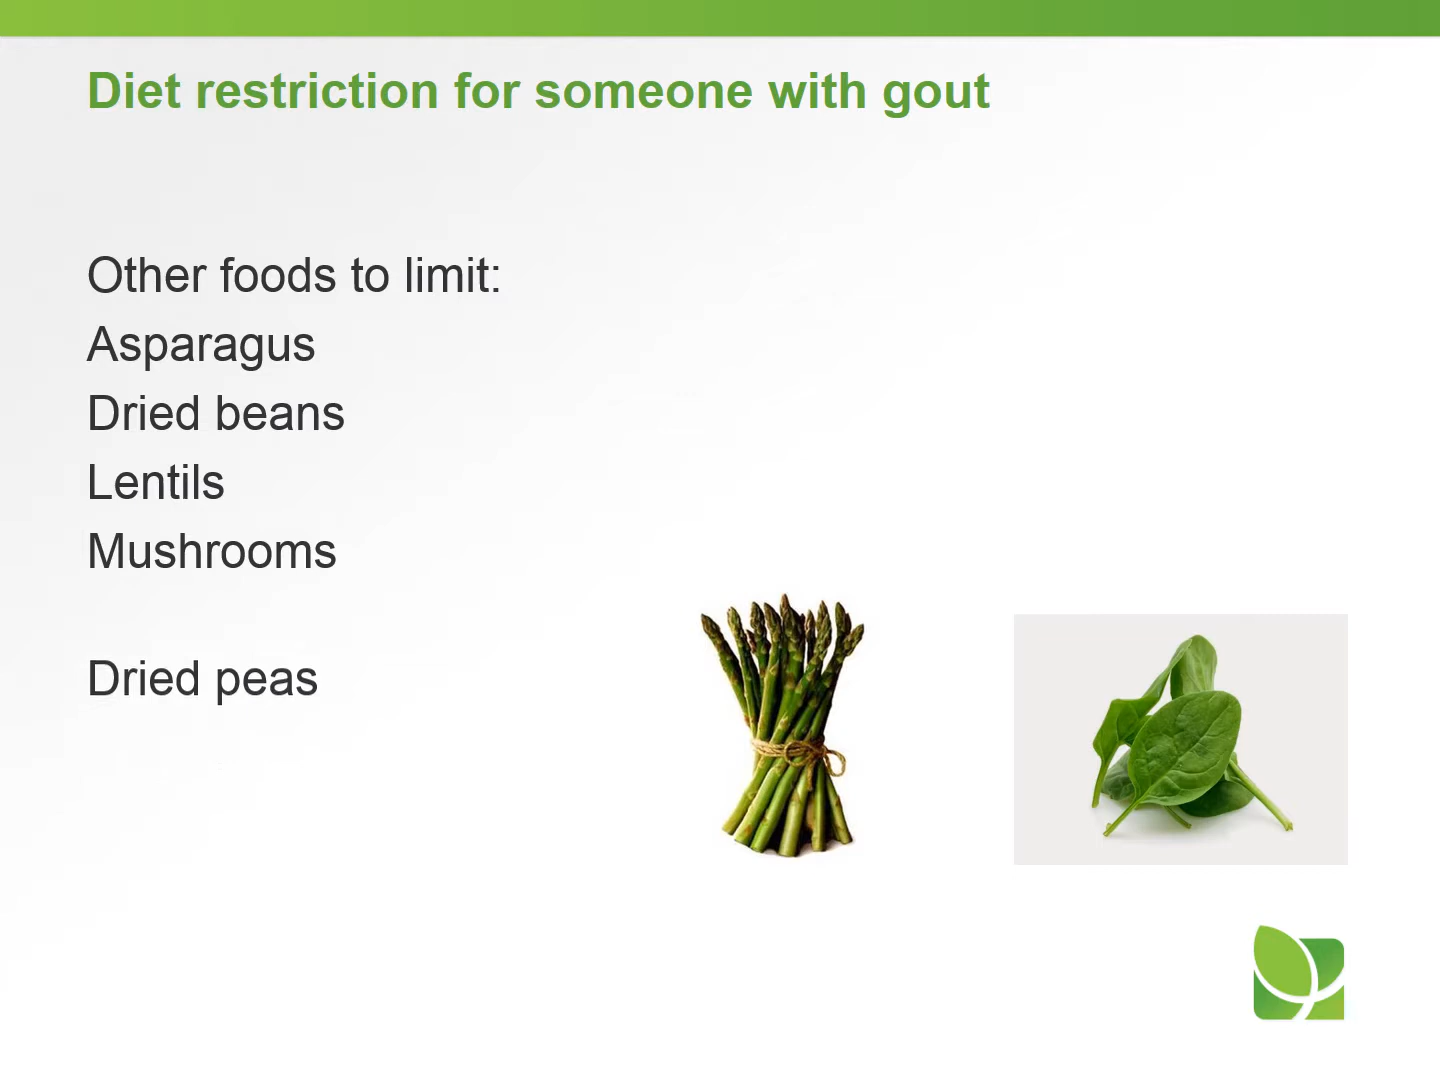 Diet restriction for someone with gout
Other foods to limit:
Asparagus
Dried beans
Lentils
Mushrooms
Dried peas